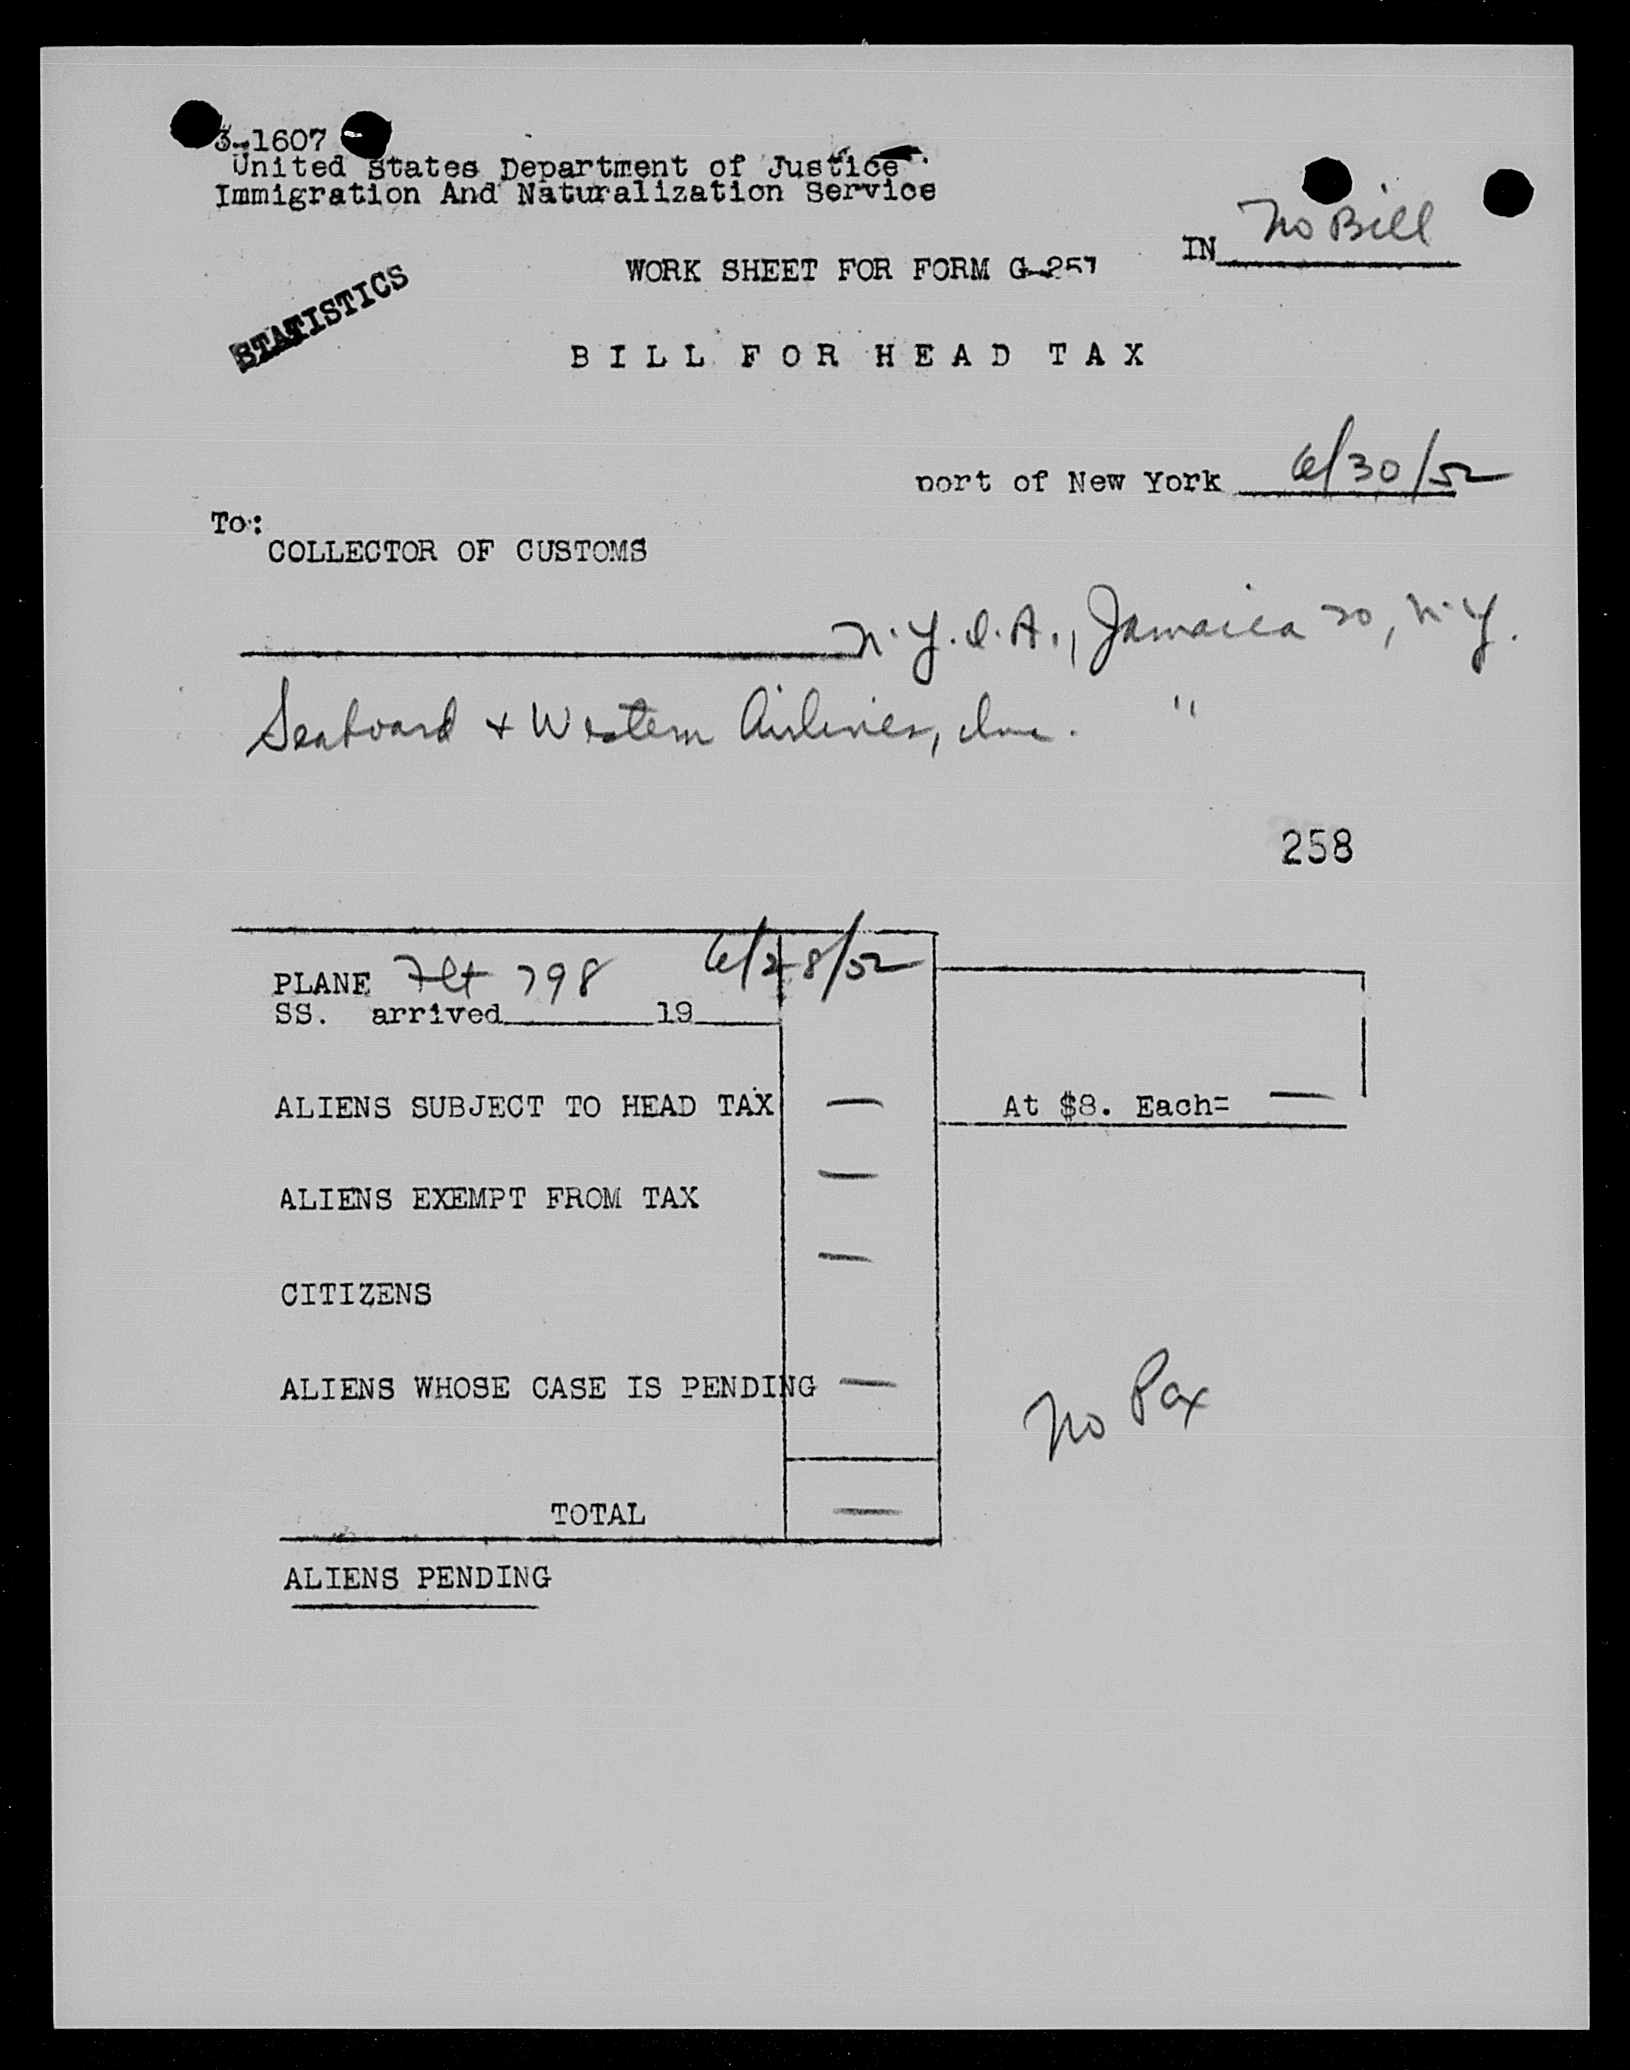 3-1607
United States Department of Justice
Immigration And Naturalization Service
IN No Bill
WORK SHEET FOR FORM G-257
STATISTICS
BILL FOR HEAD TAX
port of New York 6/30/52
To:
COLLECTOR OF CUSTOMS
N.Y.I.A., Jamaica 20, N.Y.
Seaboard + Western Airlines, Inc. "
258
PLANE Flt 798 6/28/52
SS. arrived 19
ALIENS SUBJECT TO HEAD TAX — At $8. Each= —
ALIENS EXEMPT FROM TAX —
CITIZENS —
ALIENS WHOSE CASE IS PENDING —
No Pax
TOTAL —
ALIENS PENDING